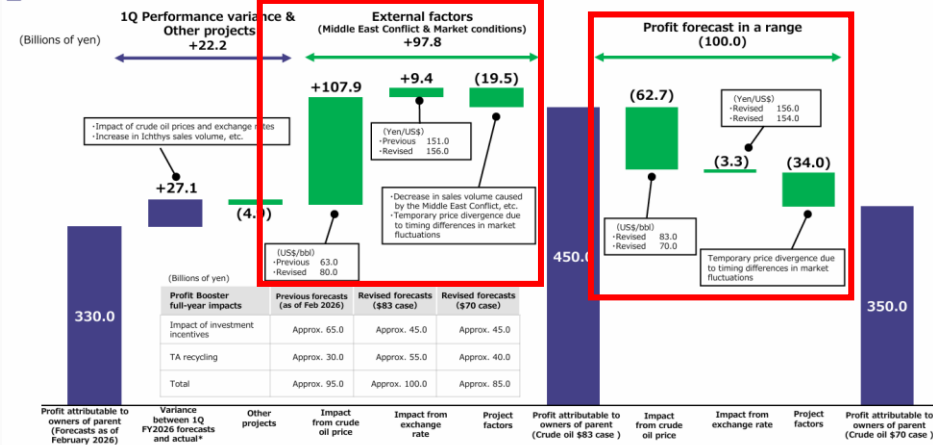 1Q Performance variance &
Other projects
+22.2
(Billions of yen)
External factors
(Middle East Conflict & Market conditions)
+97.8
Profit forecast in a range
(100.0)
・Impact of crude oil prices and exchange rates
・Increase in Ichthys sales volume, etc.
+27.1
(4.9)
+107.9
+9.4
(19.5)
(Yen/US$)
・Previous 151.0
・Revised 156.0
・Decrease in sales volume caused
by the Middle East Conflict, etc.
・Temporary price divergence due
to timing differences in market
fluctuations
(US$/bbl)
・Previous 63.0
・Revised 80.0
(62.7)
(3.3)
(34.0)
(Yen/US$)
・Revised 156.0
・Revised 154.0
(US$/bbl)
・Revised 83.0
・Revised 70.0
Temporary price divergence due
to timing differences in market
fluctuations
330.0
450.0
350.0
(Billions of yen)
Profit Booster
full-year impacts
Previous forecasts
(as of Feb 2026)
Revised forecasts
($83 case)
Revised forecasts
($70 case)
Impact of investment
incentives
Approx. 65.0
Approx. 45.0
Approx. 45.0
TA recycling
Approx. 30.0
Approx. 55.0
Approx. 40.0
Total
Approx. 95.0
Approx. 100.0
Approx. 85.0
Profit attributable to
owners of parent
(Forecasts as of
February 2026)
Variance
between 1Q
FY2026 forecasts
and actual*
Other
projects
Impact
from crude
oil price
Impact from
exchange
rate
Project
factors
Profit attributable to
owners of parent
(Crude oil $83 case )
Impact
from crude
oil price
Impact from
exchange rate
Project
factors
Profit attributable to
owners of parent
(Crude oil $70 case )